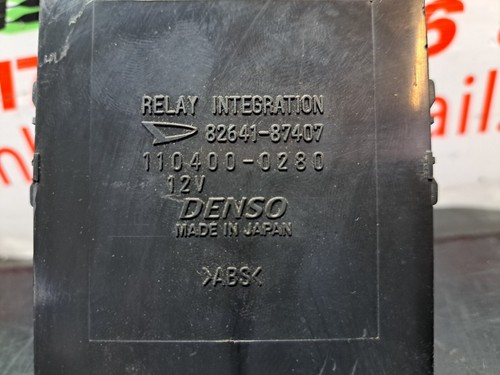 RELAY INTEGRATION
82641-87407
110400-0280
12V
DENSO
MADE IN JAPAN
>ABS<